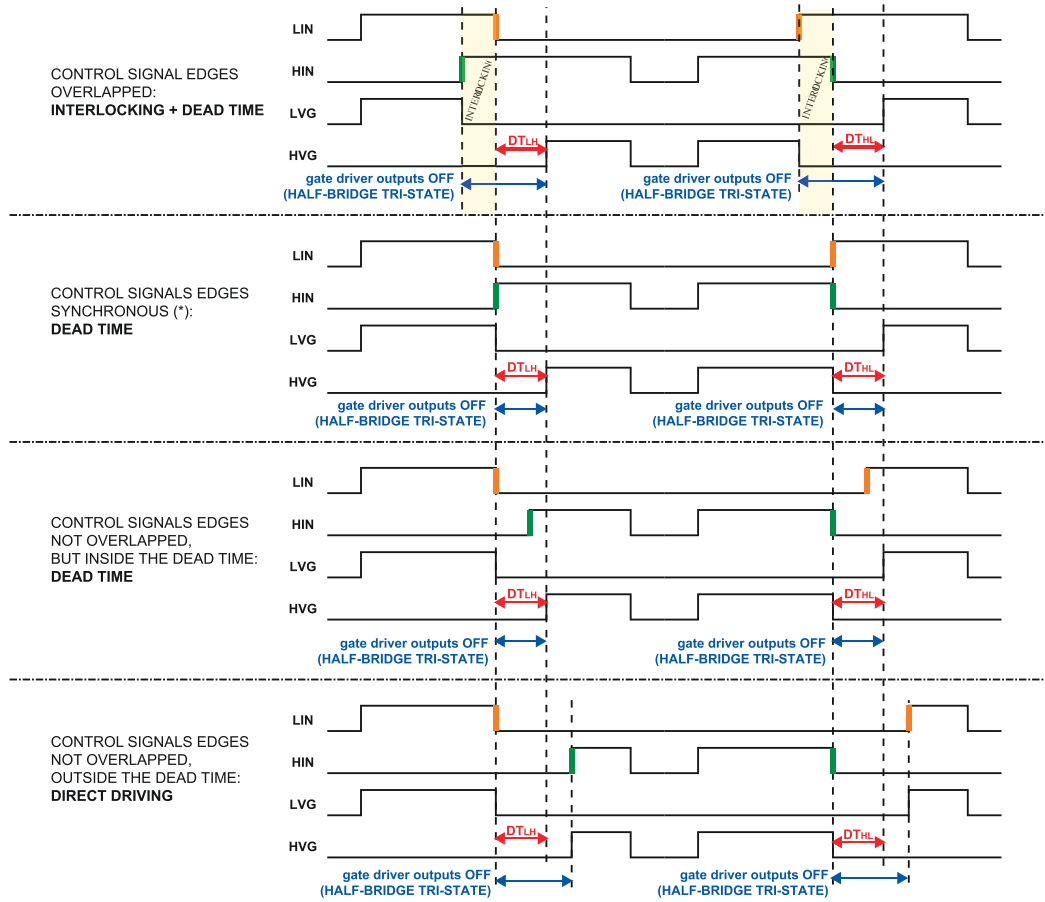 LIN
HIN
CONTROL SIGNAL EDGES
OVERLAPPED:
INTERLOCKING + DEAD TIME
INTERLOCKING
INTERLOCKING
LVG
HVG
DTLH
DTHL
gate driver outputs OFF
(HALF-BRIDGE TRI-STATE)
gate driver outputs OFF
(HALF-BRIDGE TRI-STATE)
LIN
CONTROL SIGNALS EDGES
SYNCHRONOUS (*):
DEAD TIME
HIN
LVG
HVG
DTLH
DTHL
gate driver outputs OFF
(HALF-BRIDGE TRI-STATE)
gate driver outputs OFF
(HALF-BRIDGE TRI-STATE)
LIN
CONTROL SIGNALS EDGES
NOT OVERLAPPED,
BUT INSIDE THE DEAD TIME:
DEAD TIME
HIN
LVG
HVG
DTLH
DTHL
gate driver outputs OFF
(HALF-BRIDGE TRI-STATE)
gate driver outputs OFF
(HALF-BRIDGE TRI-STATE)
LIN
CONTROL SIGNALS EDGES
NOT OVERLAPPED,
OUTSIDE THE DEAD TIME:
DIRECT DRIVING
HIN
LVG
HVG
DTLH
DTHL
gate driver outputs OFF
(HALF-BRIDGE TRI-STATE)
gate driver outputs OFF
(HALF-BRIDGE TRI-STATE)